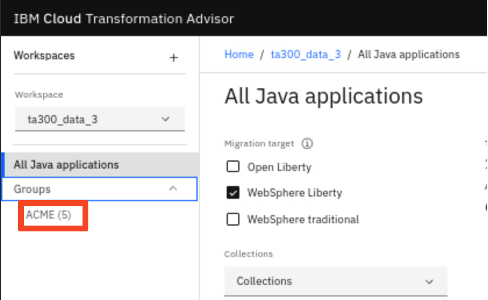 IBM Cloud Transformation Advisor
Workspaces +
Workspace
ta300_data_3
All Java applications
Groups
ACME (5)
Home / ta300_data_3 / All Java applications
All Java applications
Migration target
Open Liberty
WebSphere Liberty
WebSphere traditional
Collections
Collections